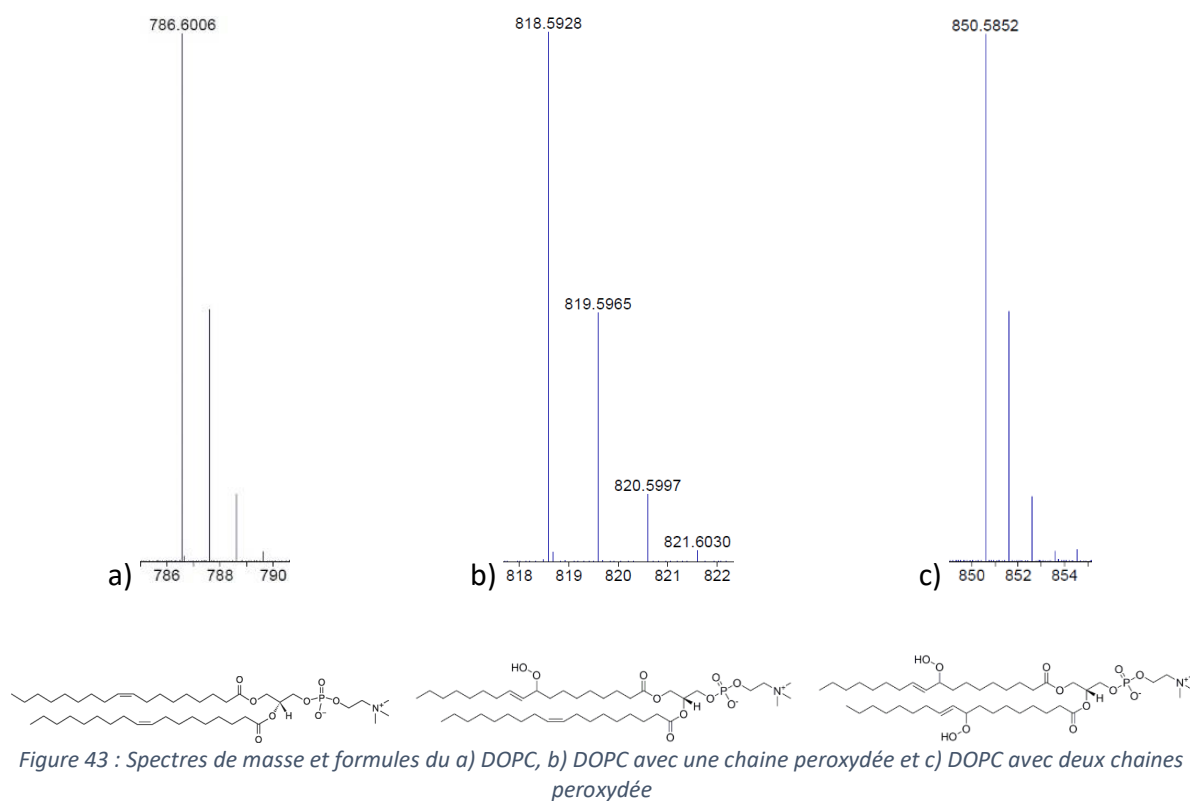 786.6006
818.5928
850.5852
819.5965
820.5997
821.6030
a)
786 788 790
b)
818 819 820 821 822
c)
850 852 854
O
O
O
P
O
O⁻
O
N⁺
H
O
O
HO
O
O
O
O
P
O
O⁻
O
N⁺
H
O
O
HO
O
O
O
O
P
O
O⁻
O
N⁺
H
O
O
HO
O
Figure 43 : Spectres de masse et formules du a) DOPC, b) DOPC avec une chaine peroxydée et c) DOPC avec deux chaines
peroxydée